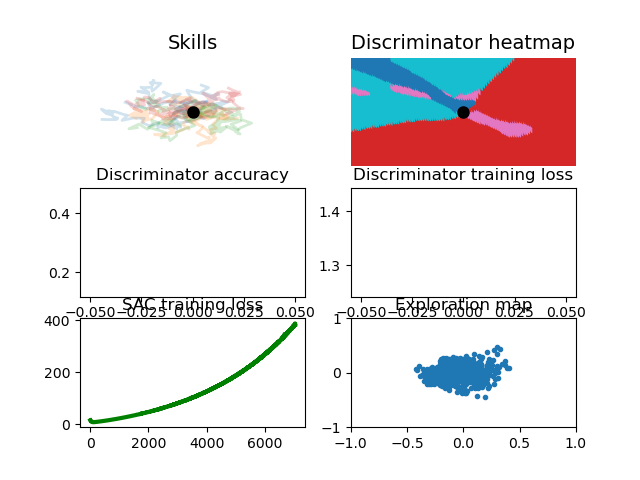 Skills
Discriminator heatmap
Discriminator accuracy
Discriminator training loss
0.4
0.2
1.4
1.3
−0.050 −0.025 0.000 0.025 0.050
−0.050 −0.025 0.000 0.025 0.050
SAC training loss
Exploration map
400
200
0
0 2000 4000 6000
1
0
−1
−1.0 −0.5 0.0 0.5 1.0